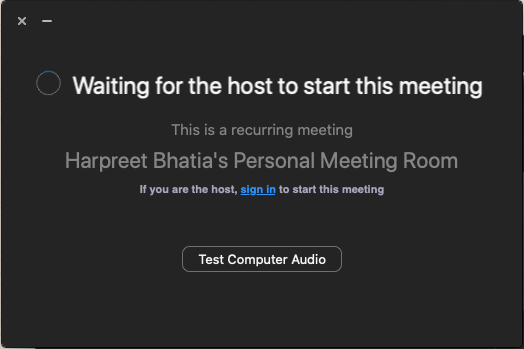 Waiting for the host to start this meeting
This is a recurring meeting
Harpreet Bhatia's Personal Meeting Room
If you are the host, sign in to start this meeting
Test Computer Audio